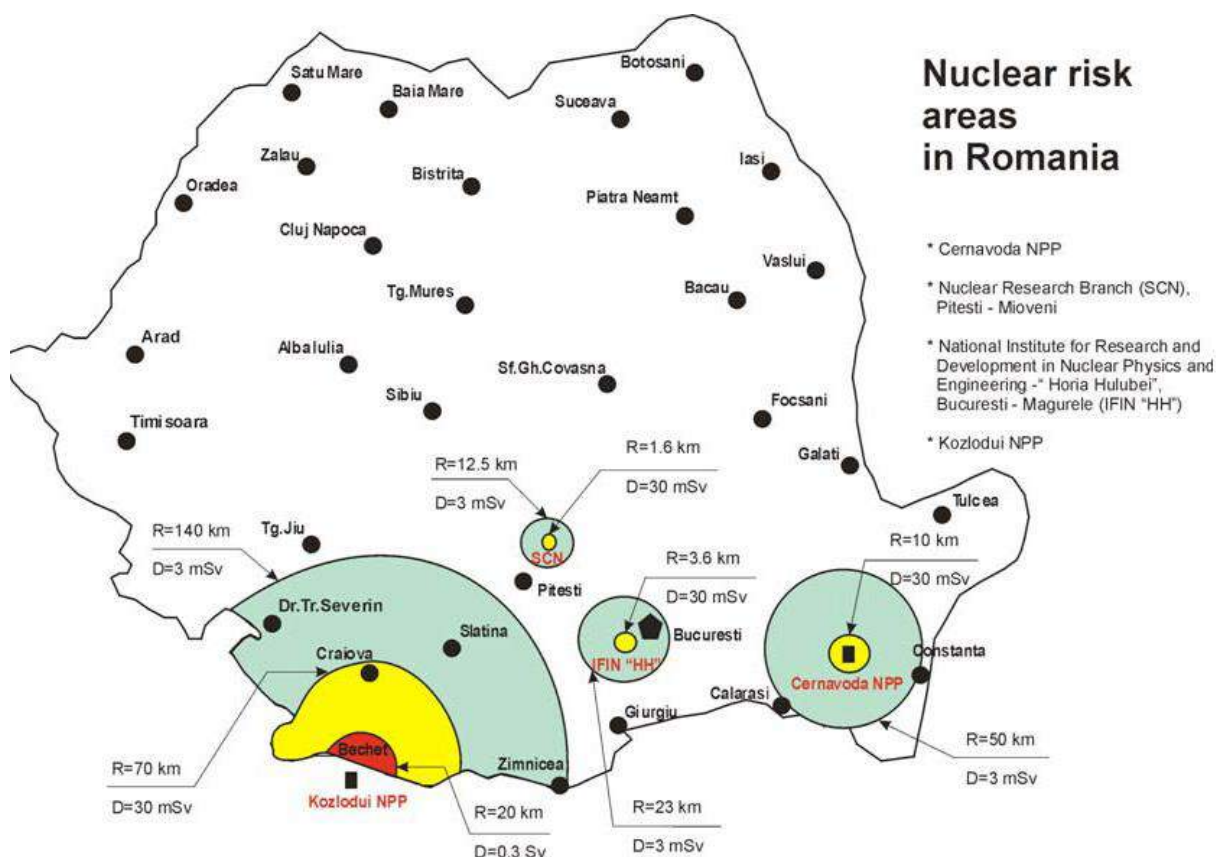 Nuclear risk
areas
in Romania
* Cernavoda NPP
* Nuclear Research Branch (SCN),
Pitesti - Mioveni
* National Institute for Research and
Development in Nuclear Physics and
Engineering -“ Horia Hulubei”,
Bucuresti - Magurele (IFIN “HH”)
* Kozlodui NPP
Botosani
Satu Mare
Baia Mare
Suceava
Zalau
Iasi
Bistrita
Oradea
Piatra Neamt
Cluj Napoca
Vaslui
Tg.Mures
Bacau
Arad
Alba Iulia
Sf.Gh.Covasna
Sibiu
Focsani
Timisoara
Galati
R=1.6 km
D=30 mSv
R=12.5 km
D=3 mSv
Tulcea
SCN
Tg.Jiu
R=140 km
D=3 mSv
R=10 km
D=30 mSv
R=3.6 km
D=30 mSv
Pitesti
Dr.Tr.Severin
Slatina
Bucuresti
Craiova
IFIN “HH”
Constanta
Cernavoda NPP
Calarasi
Giurgiu
Bechet
Zimnicea
R=50 km
D=3 mSv
R=70 km
D=30 mSv
Kozlodui NPP
R=20 km
D=0.3 Sv
R=23 km
D=3 mSv